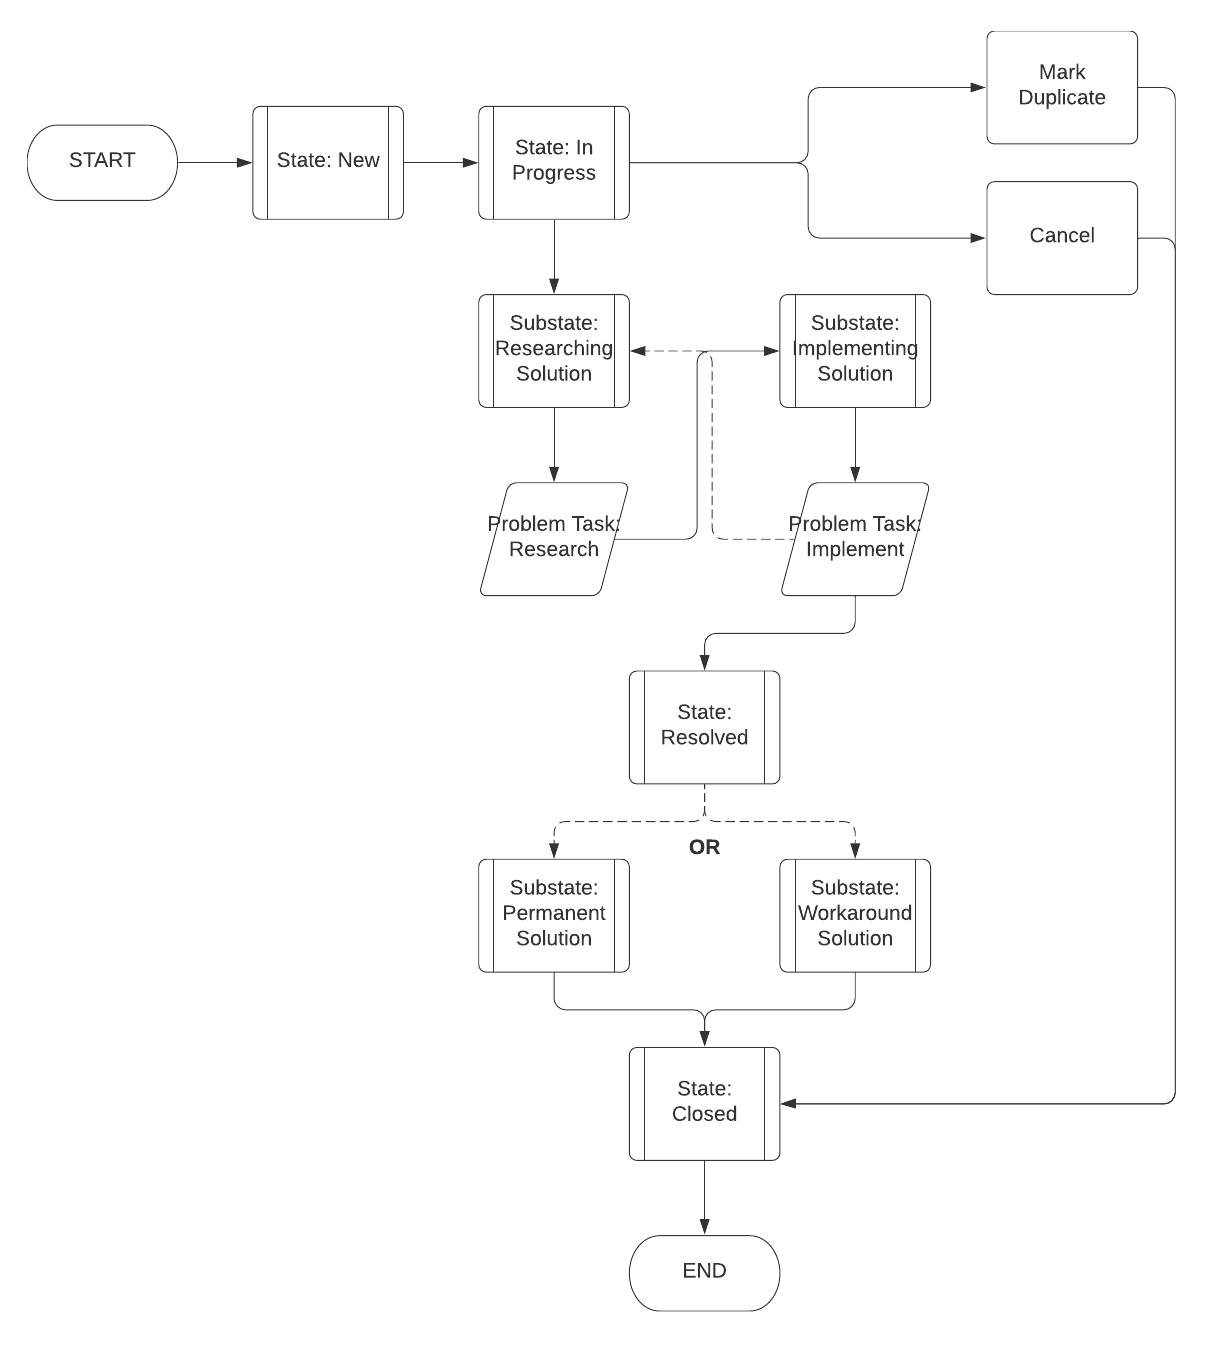 Mark
Duplicate
START
State: New
State: In
Progress
Cancel
Substate:
Researching
Solution
Substate:
Implementing
Solution
Problem Task:
Research
Problem Task:
Implement
State:
Resolved
OR
Substate:
Permanent
Solution
Substate:
Workaround
Solution
State:
Closed
END